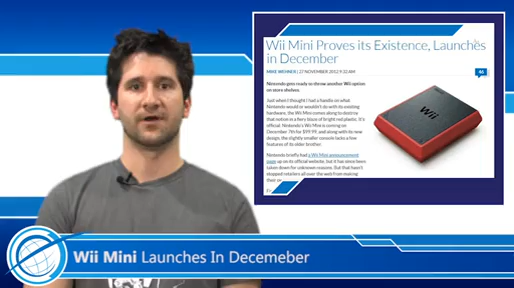 Wii Mini Proves its Existence, Launches
in December
MIKE WEHNER | 27 NOVEMBER 2012 9:32 AM
46
Nintendo gets ready to throw another Wii option
on store shelves.
Just when I thought I had a handle on what
Nintendo would or wouldn't do with its existing
hardware, the Wii Mini comes along to destroy
that notion in a fiery blaze of bright red plastic. It's
official: Nintendo's Wii Mini is coming on
December 7th for $99.99, and along with its new
design, the slightly smaller console lacks a few
features of its older brother.
Nintendo briefly had a Wii Mini announcement
page up on its official website, but it has since been
taken down for unknown reasons. But that hasn't
stopped retailers all over the web from making
their
Wii
Wii Mini Launches In Decemeber